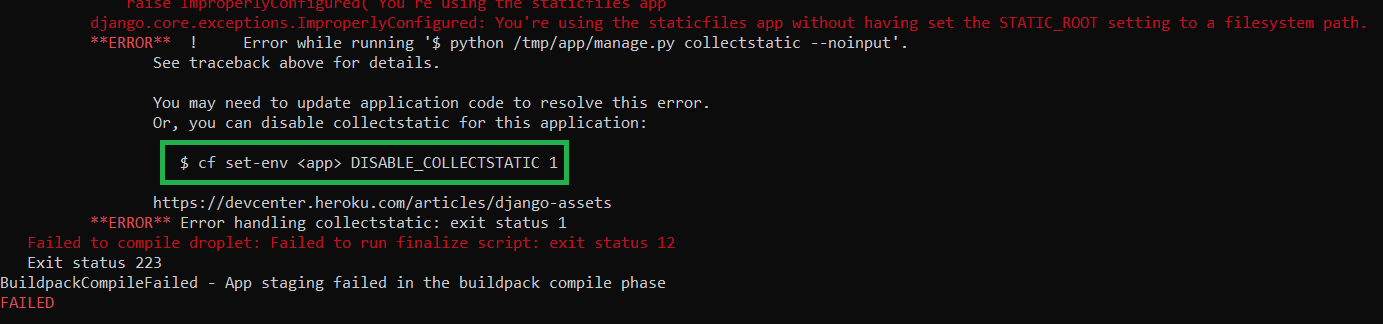 raise ImproperlyConfigured( You're using the staticfiles app
django.core.exceptions.ImproperlyConfigured: You're using the staticfiles app without having set the STATIC_ROOT setting to a filesystem path.
**ERROR** ! Error while running '$ python /tmp/app/manage.py collectstatic --noinput'.
See traceback above for details.
You may need to update application code to resolve this error.
Or, you can disable collectstatic for this application:
$ cf set-env <app> DISABLE_COLLECTSTATIC 1
https://devcenter.heroku.com/articles/django-assets
**ERROR** Error handling collectstatic: exit status 1
Failed to compile droplet: Failed to run finalize script: exit status 12
Exit status 223
BuildpackCompileFailed - App staging failed in the buildpack compile phase
FAILED